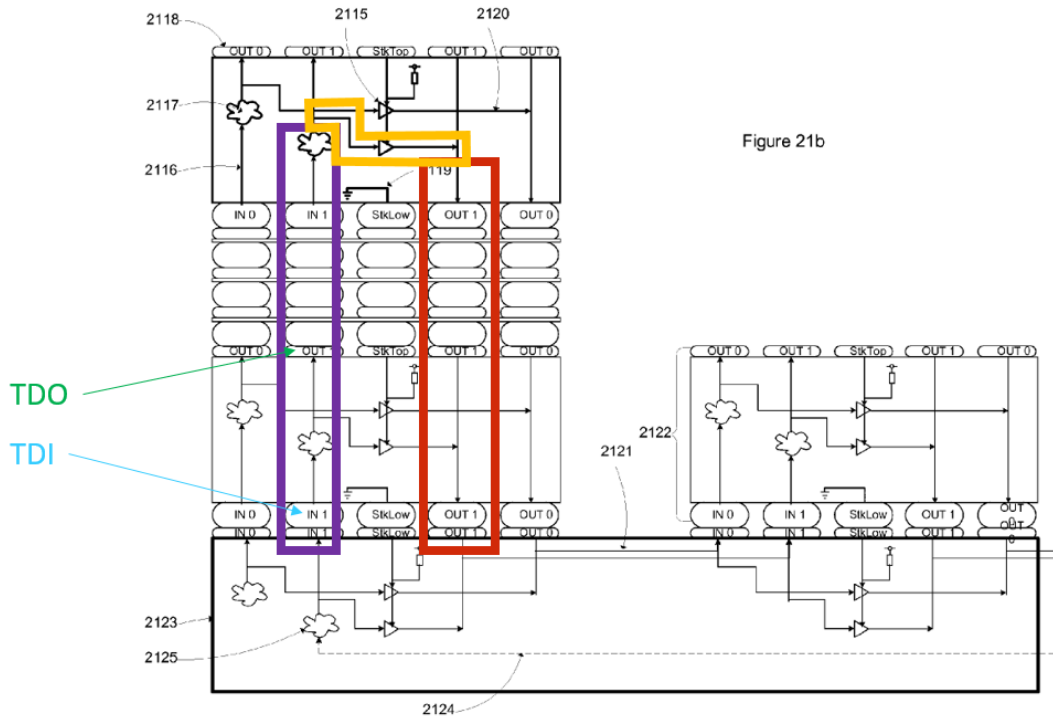 2118
2115
2120
OUT 0 OUT 1 StkTop OUT 1 OUT 0
2117
Figure 21b
2116
119
IN 0 IN 1 StkLow OUT 1 OUT 0
OUT 0 OUT 1 StkTop OUT 1 OUT 0
OUT 0 OUT 1 StkTop OUT 1 OUT 0
TDO
2122
2121
TDI
IN 0 IN 1 StkLow OUT 1 OUT 0
IN 0 IN 1 StkLow OUT 1 OUT 0
IN 0 IN 1 StkLow OUT 1 OUT 0
IN 0 IN 1 StkLow OUT 1 OUT 0
2123
2125
2124